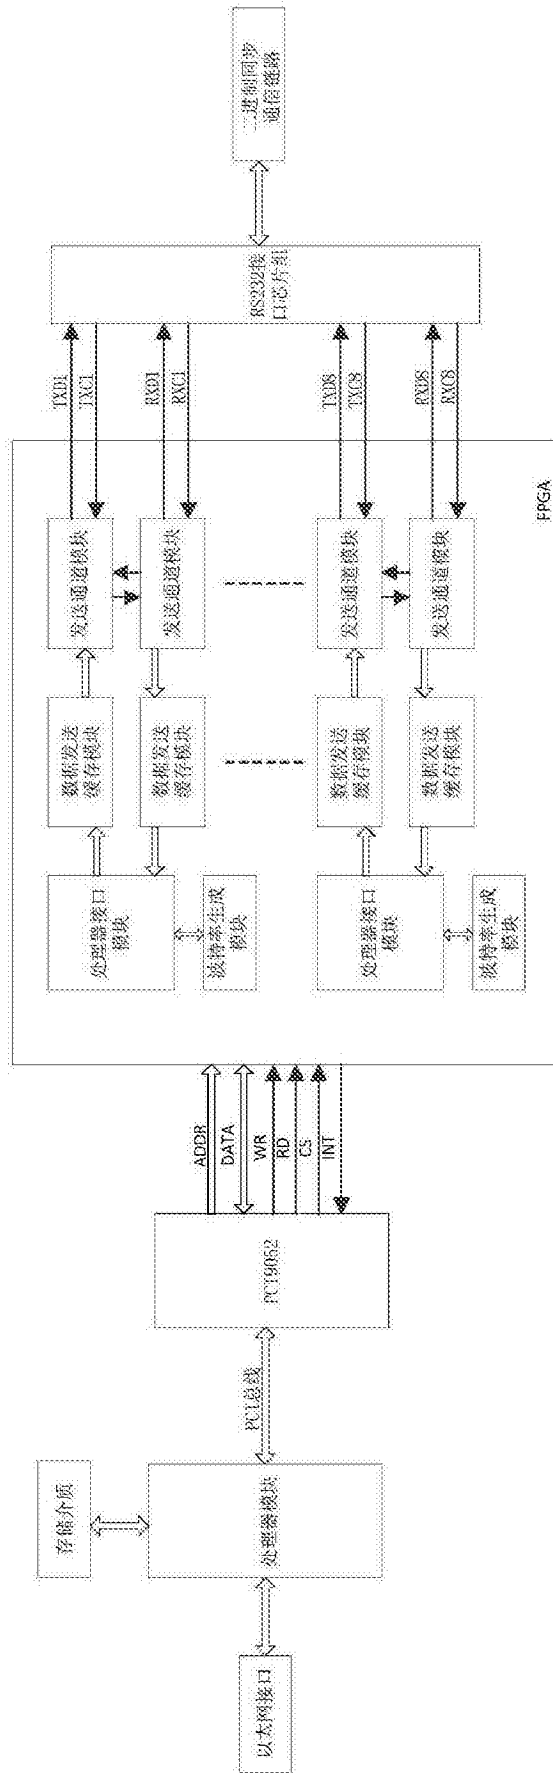 以太网接口
存储介质
处理器模块
PCI总线
PCI9052
ADDR
DATA
WR
RD
CS
INT
处理器接口
模块
波特率生成
模块
数据发送
缓存模块
数据发送
缓存模块
发送通道模块
发送通道模块
TXD1
TXC1
RXD1
RXC1
处理器接口
模块
波特率生成
模块
数据发送
缓存模块
数据发送
缓存模块
发送通道模块
发送通道模块
TXD8
TXC8
RXD8
RXC8
FPGA
RS232接
口芯片组
二进制同步
通信链路